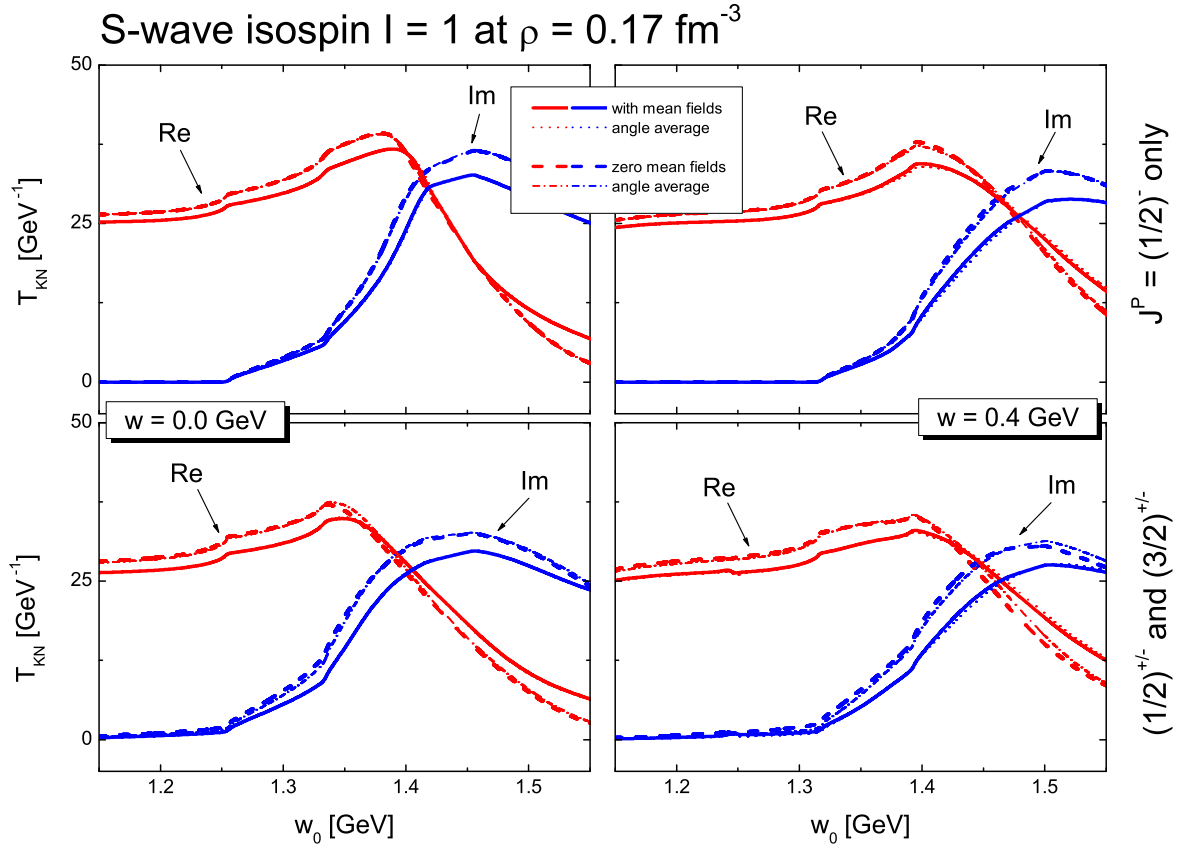 S-wave isospin I = 1 at ρ = 0.17 fm⁻³
50
25
0
T_KN [GeV⁻¹]
Re
Im
with mean fields
angle average
zero mean fields
angle average
Re
Im
J^P = (1/2)⁻ only
w = 0.0 GeV
w = 0.4 GeV
50
25
0
T_KN [GeV⁻¹]
Re
Im
Re
Im
(1/2)^+/- and (3/2)^+/-
1.2 1.3 1.4 1.5
1.2 1.3 1.4 1.5
w₀ [GeV]
w₀ [GeV]